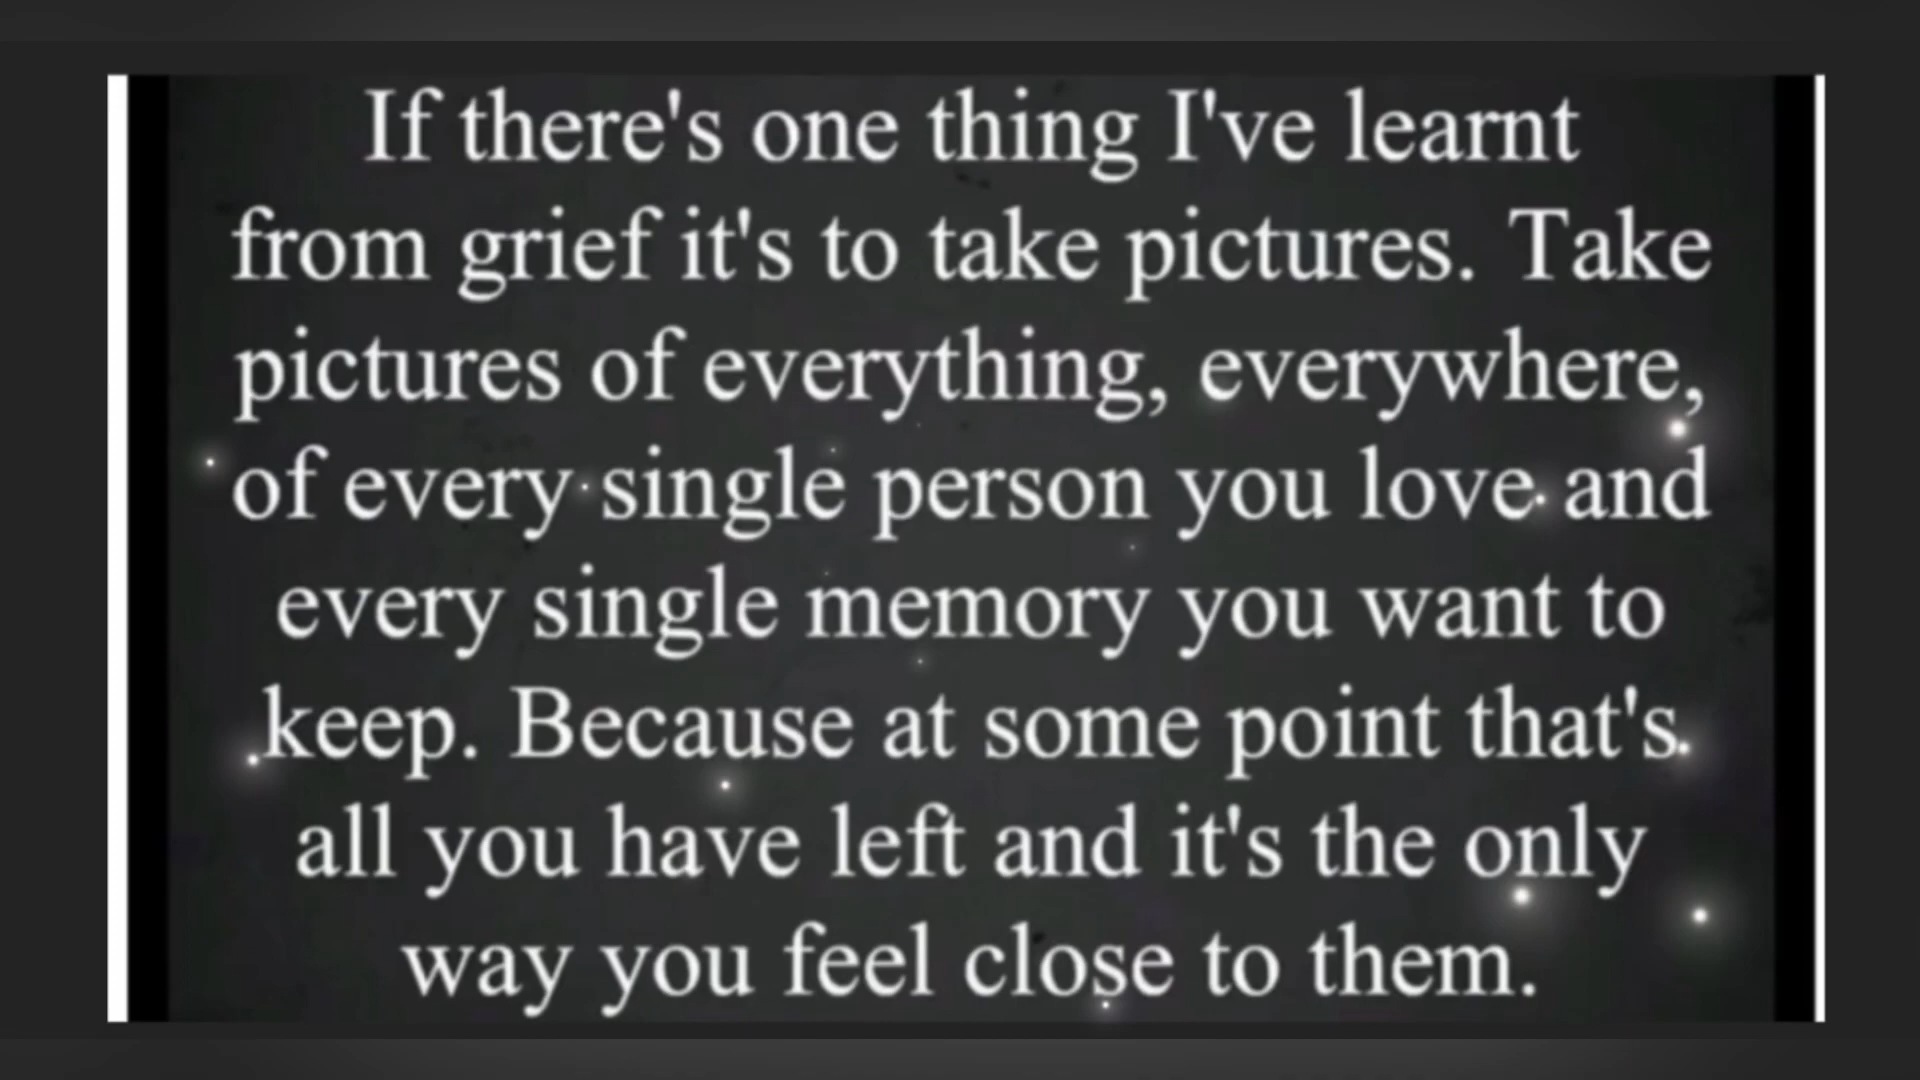 If there's one thing I've learnt
from grief it's to take pictures. Take
pictures of everything, everywhere,
of every single person you love and
every single memory you want to
keep. Because at some point that's
all you have left and it's the only
way you feel close to them.